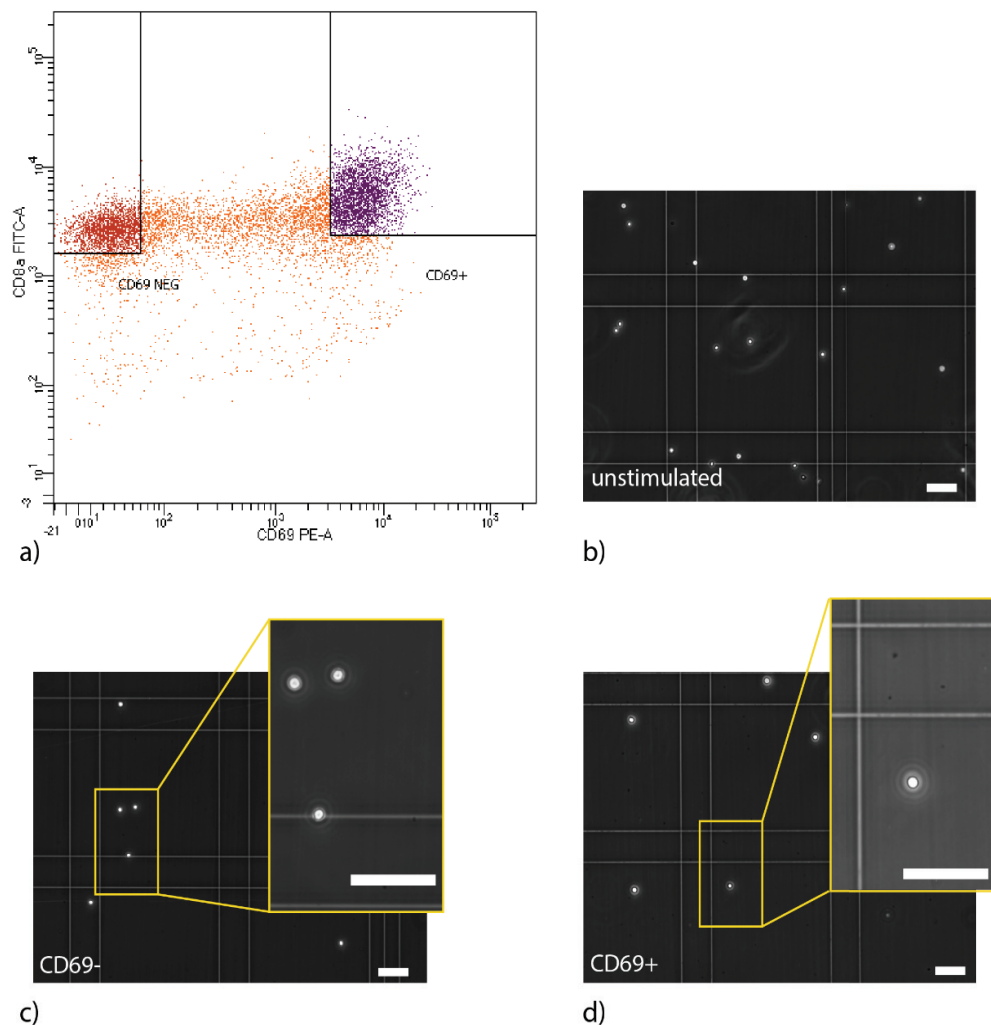 10^5
10^4
10^3
10^2
10^1
-3
CD8a FITC-A
CD69 NEG
CD69+
-21 0 10^1 10^2 10^3 10^4 10^5
CD69 PE-A
a)
unstimulated
b)
CD69-
c)
CD69+
d)